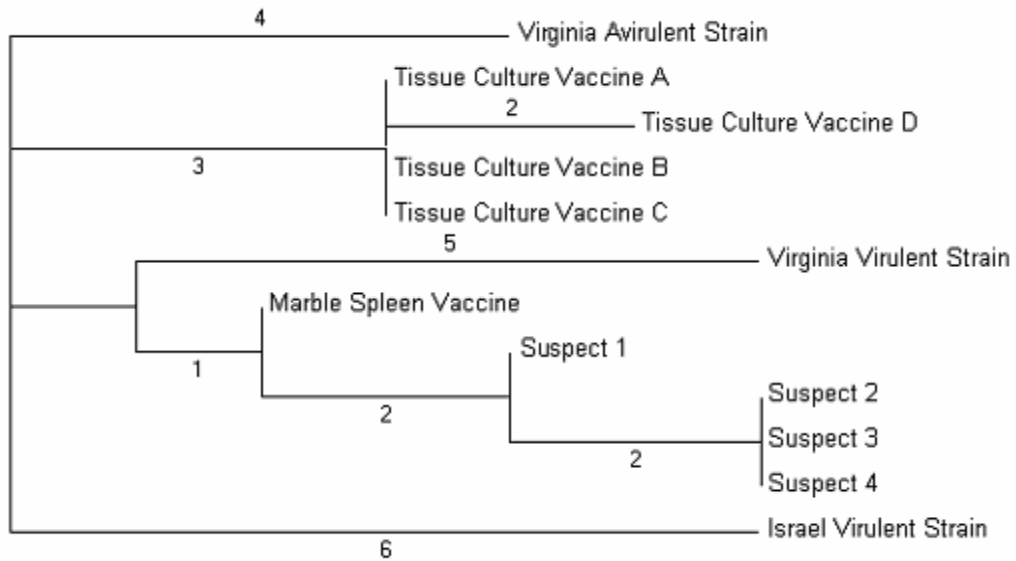 4
Virginia Avirulent Strain
Tissue Culture Vaccine A
2
Tissue Culture Vaccine D
3
Tissue Culture Vaccine B
Tissue Culture Vaccine C
5
Virginia Virulent Strain
Marble Spleen Vaccine
1
Suspect 1
2
Suspect 2
Suspect 3
2
Suspect 4
Israel Virulent Strain
6